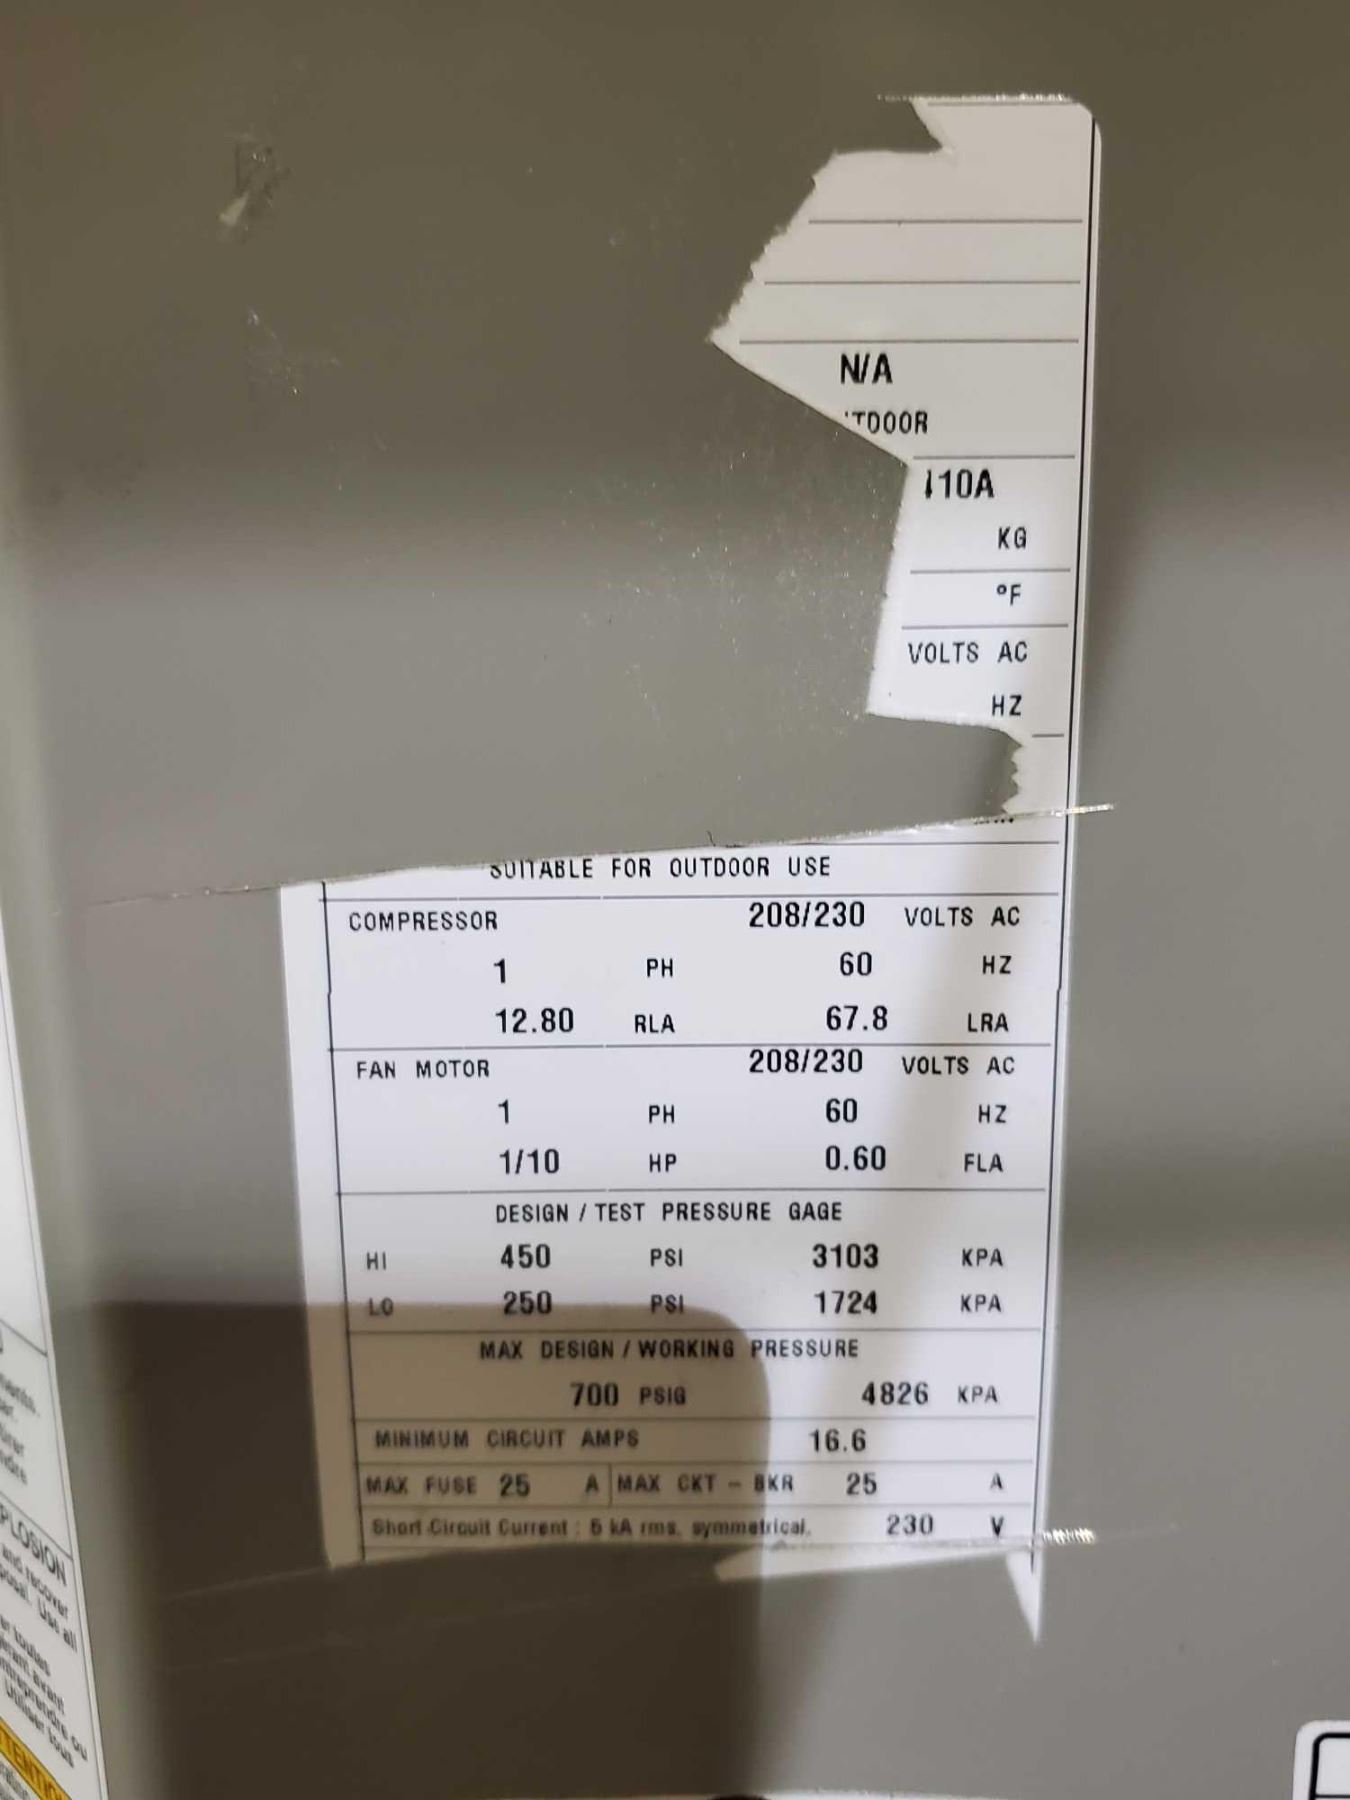 N/A
TDOOR
410A
KG
°F
VOLTS AC
HZ
SUITABLE FOR OUTDOOR USE
COMPRESSOR 208/230 VOLTS AC
1 PH 60 HZ
12.80 RLA 67.8 LRA
FAN MOTOR 208/230 VOLTS AC
1 PH 60 HZ
1/10 HP 0.60 FLA
DESIGN / TEST PRESSURE GAGE
HI 450 PSI 3103 KPA
LO 250 PSI 1724 KPA
MAX DESIGN / WORKING PRESSURE
700 PSIG 4826 KPA
MINIMUM CIRCUIT AMPS 16.6
MAX FUSE 25 A MAX CKT - BKR 25 A
Short Circuit Current : 5 kA rms, symmetrical, 230 V
PLOSION
and recover
Use all